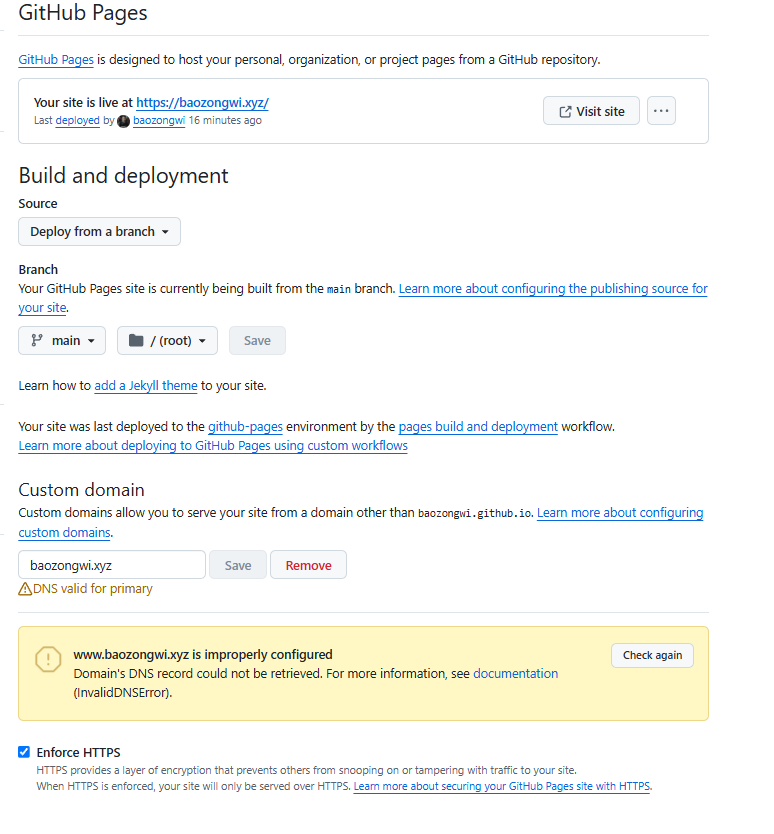 GitHub Pages
GitHub Pages is designed to host your personal, organization, or project pages from a GitHub repository.
Your site is live at https://baozongwi.xyz/
Last deployed by baozongwi 16 minutes ago
Visit site
Build and deployment
Source
Deploy from a branch
Branch
Your GitHub Pages site is currently being built from the main branch. Learn more about configuring the publishing source for
your site.
main
/ (root)
Save
Learn how to add a Jekyll theme to your site.
Your site was last deployed to the github-pages environment by the pages build and deployment workflow.
Learn more about deploying to GitHub Pages using custom workflows
Custom domain
Custom domains allow you to serve your site from a domain other than baozongwi.github.io. Learn more about configuring
custom domains.
baozongwi.xyz
Save
Remove
DNS valid for primary
www.baozongwi.xyz is improperly configured
Check again
Domain's DNS record could not be retrieved. For more information, see documentation
(InvalidDNSError).
Enforce HTTPS
HTTPS provides a layer of encryption that prevents others from snooping on or tampering with traffic to your site.
When HTTPS is enforced, your site will only be served over HTTPS. Learn more about securing your GitHub Pages site with HTTPS.